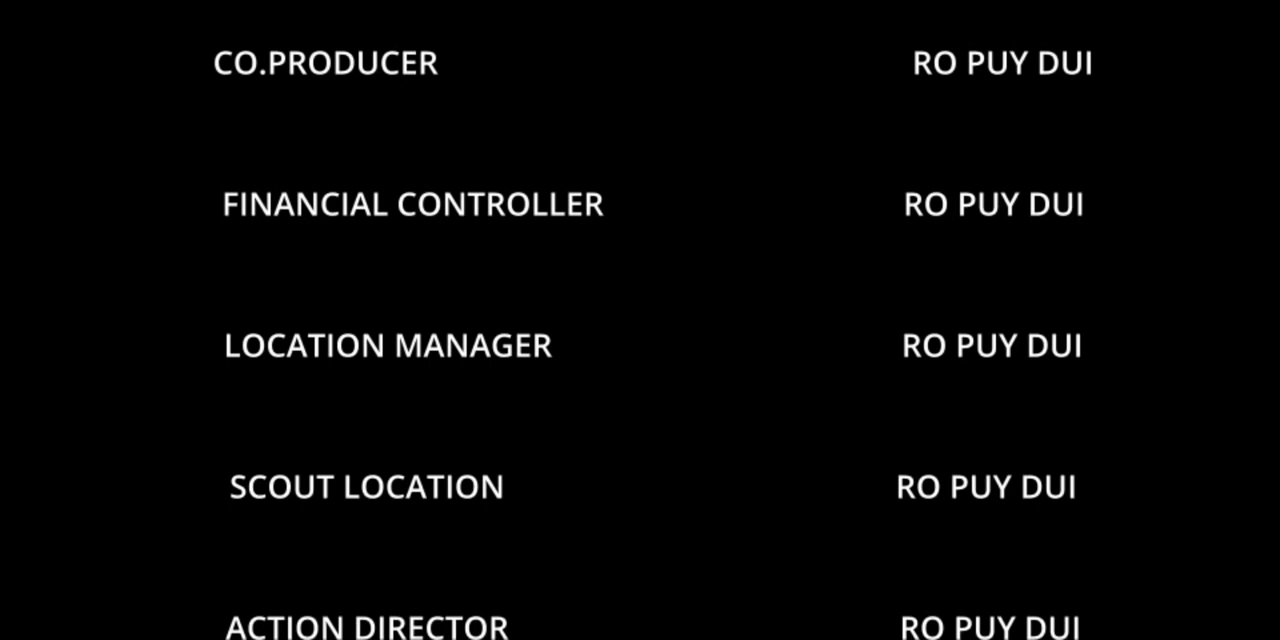 CO.PRODUCER RO PUY DUI
FINANCIAL CONTROLLER RO PUY DUI
LOCATION MANAGER RO PUY DUI
SCOUT LOCATION RO PUY DUI
ACTION DIRECTOR RO PUY DUI